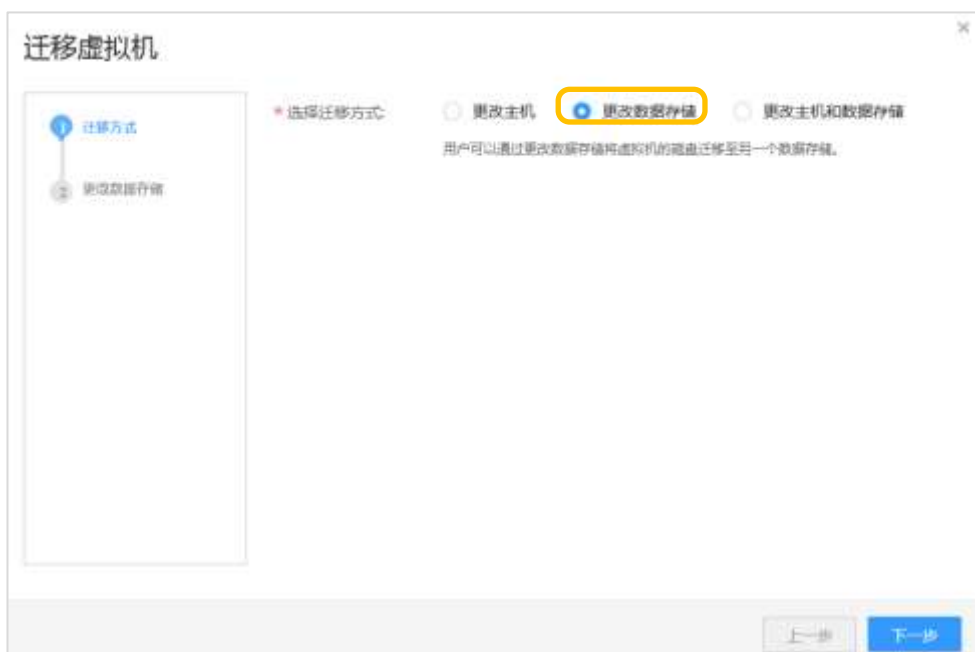 迁移虚拟机
1 迁移方式
2 更改数据存储
* 选择迁移方式: 更改主机 更改数据存储 更改主机和数据存储
用户可以通过更改数据存储将虚拟机的磁盘迁移至另一个数据存储。
上一步 下一步